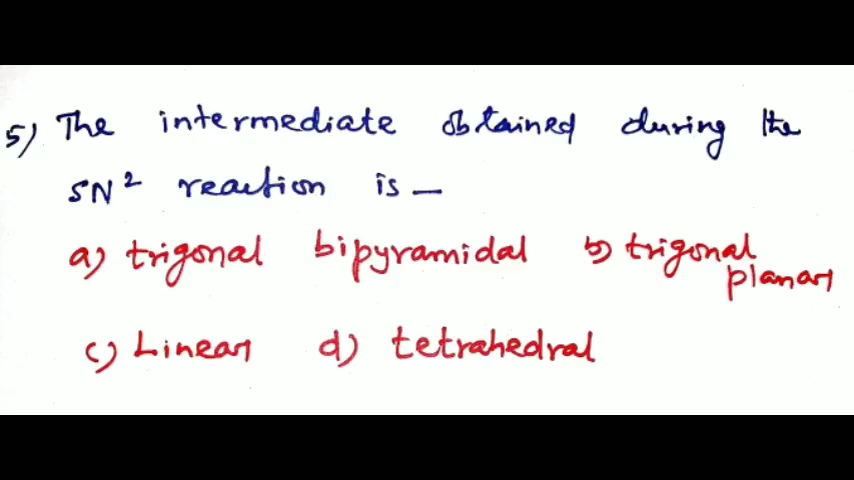 5) The intermediate obtained during the
SN² reaction is —
a) trigonal bipyramidal b) trigonal
planar
c) Linear d) tetrahedral